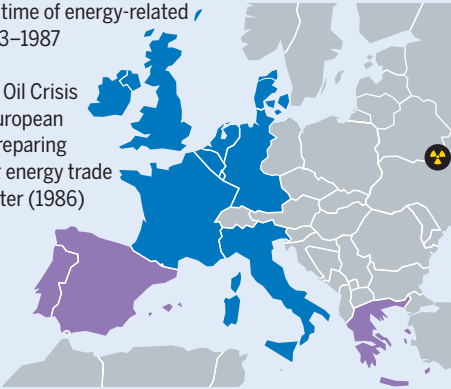 time of energy-related
3–1987
Oil Crisis
uropean
reparing
r energy trade
ter (1986)